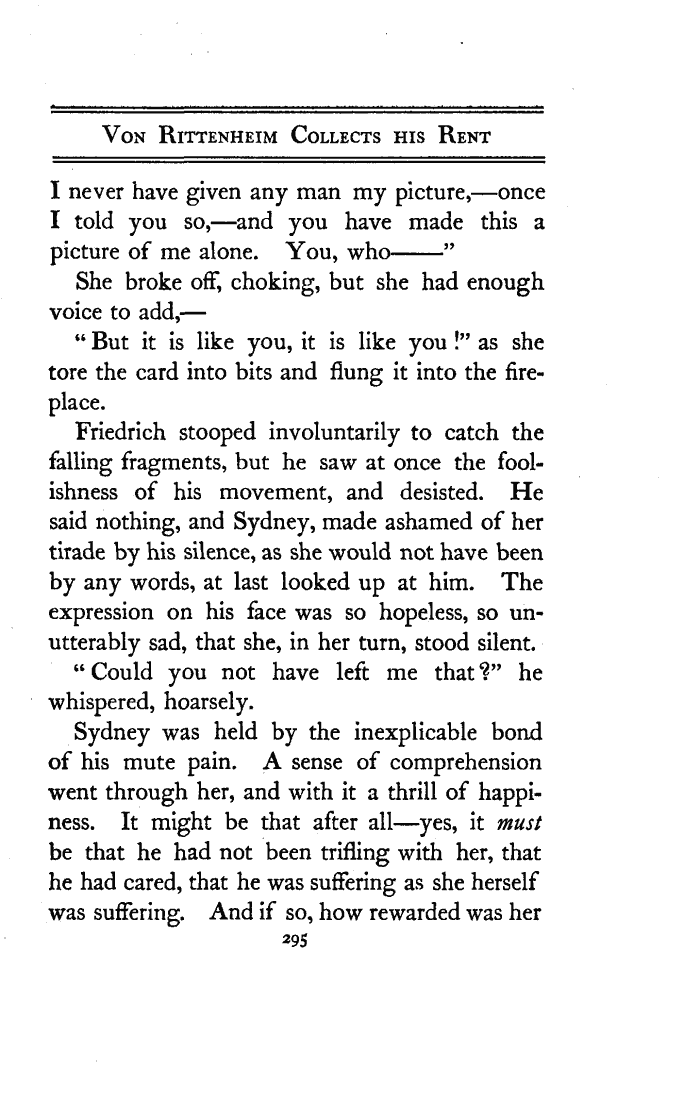 Von Rittenheim Collects his Rent
I never have given any man my picture,—once
I told you so,—and you have made this a
picture of me alone. You, who——”
She broke off, choking, but she had enough
voice to add,—
“But it is like you, it is like you!” as she
tore the card into bits and flung it into the fire-
place.
Friedrich stooped involuntarily to catch the
falling fragments, but he saw at once the fool-
ishness of his movement, and desisted. He
said nothing, and Sydney, made ashamed of her
tirade by his silence, as she would not have been
by any words, at last looked up at him. The
expression on his face was so hopeless, so un-
utterably sad, that she, in her turn, stood silent.
“Could you not have left me that?” he
whispered, hoarsely.
Sydney was held by the inexplicable bond
of his mute pain. A sense of comprehension
went through her, and with it a thrill of happi-
ness. It might be that after all—yes, it must
be that he had not been trifling with her, that
he had cared, that he was suffering as she herself
was suffering. And if so, how rewarded was her
295